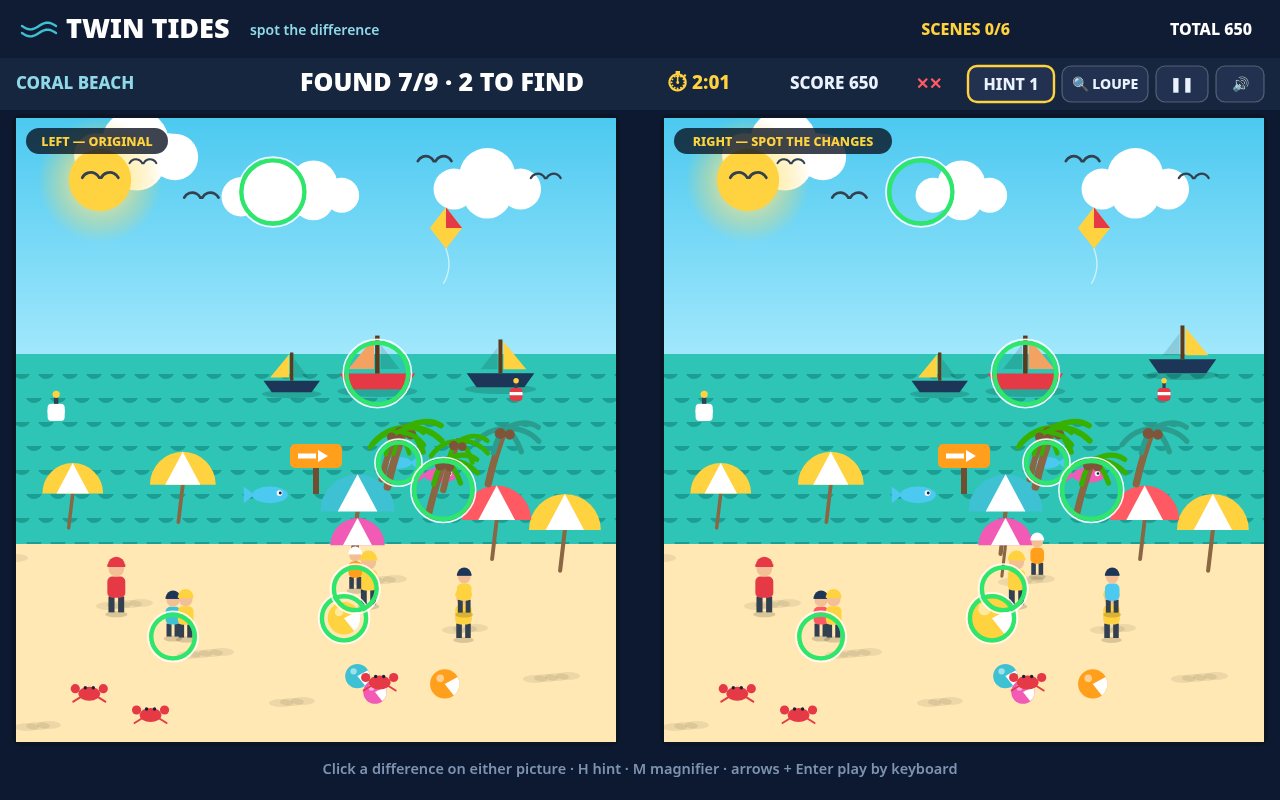 TWIN TIDES spot the difference SCENES 0/6 TOTAL 650
CORAL BEACH FOUND 7/9 · 2 TO FIND ⏱ 2:01 SCORE 650 ✕✕ HINT 1 🔍 LOUPE ❚❚ 🔊
LEFT — ORIGINAL RIGHT — SPOT THE CHANGES
Click a difference on either picture · H hint · M magnifier · arrows + Enter play by keyboard